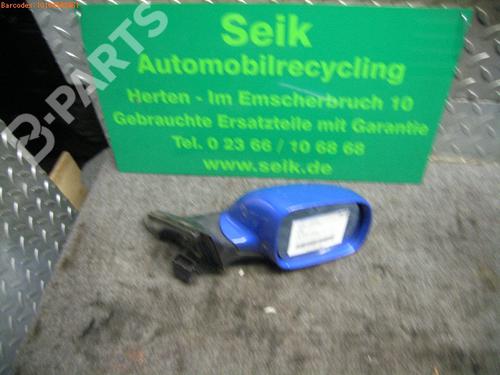 Seik
Automobilrecycling
Herten - Im Emscherbruch 10
Gebrauchte Ersatzteile mit Garantie
Tel. 0 23 66 / 10 68 68
www.seik.de
B-PARTS